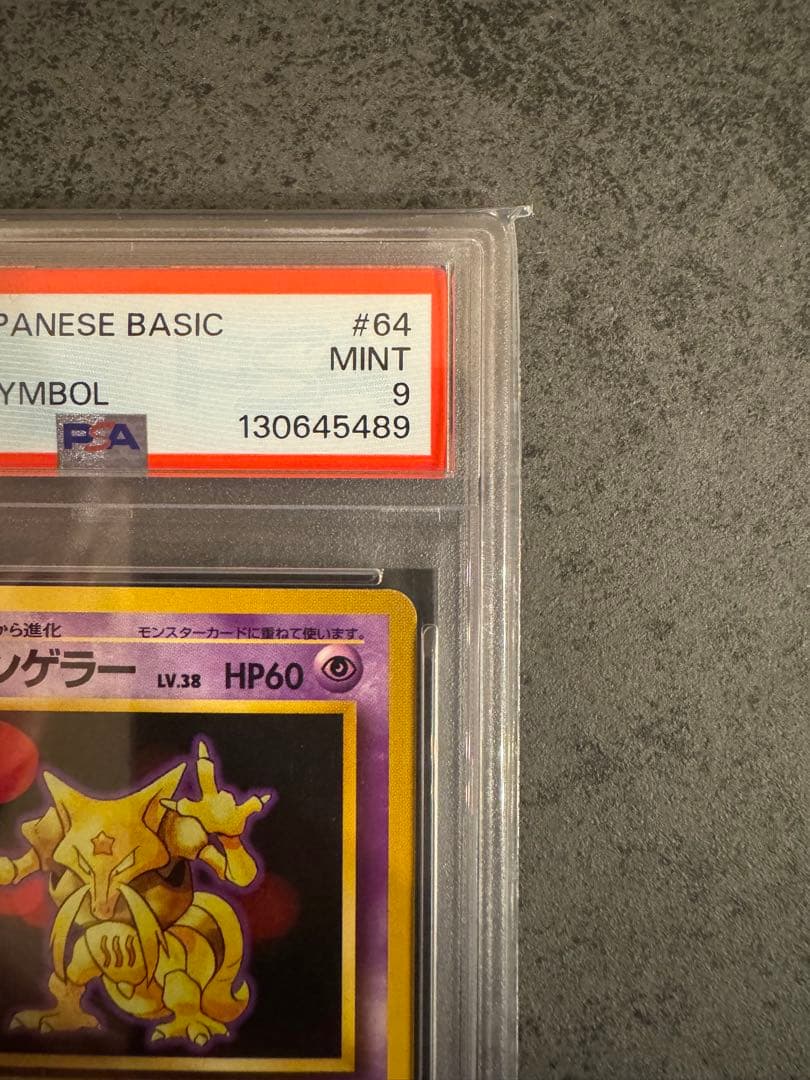 PANESE BASIC #64
MINT
YMBOL 9
PSA 130645489
から進化 モンスターカードに重ねて使います。
ンゲラー LV.38 HP60